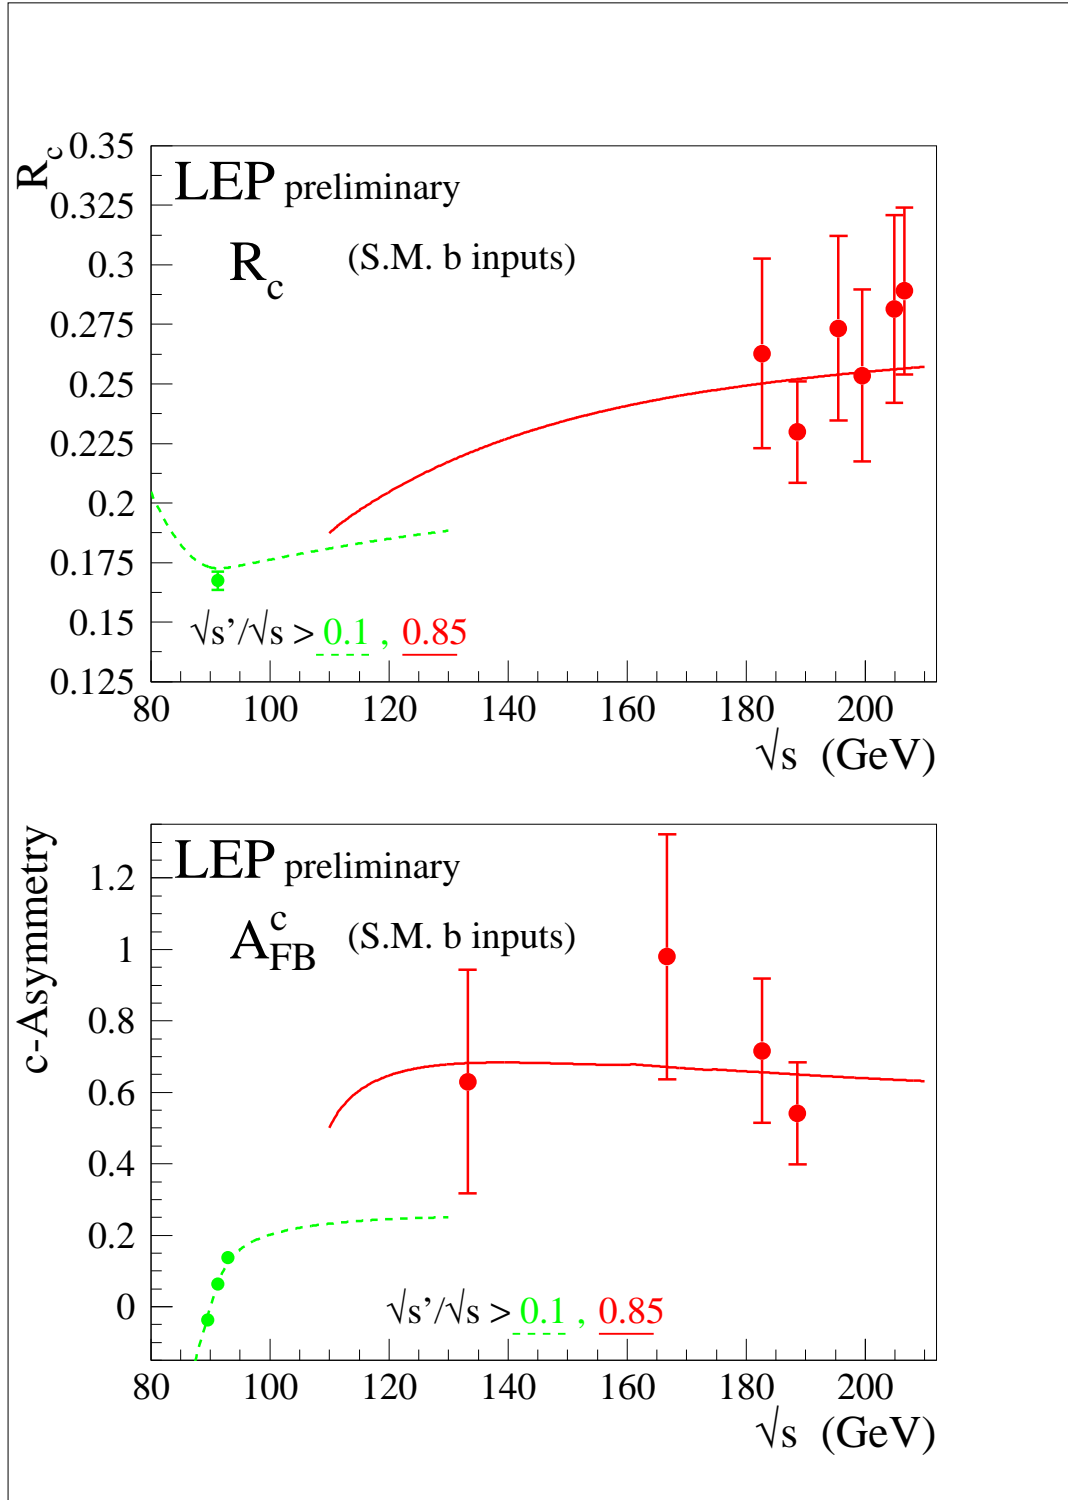 R_c
0.35
0.325
0.3
0.275
0.25
0.225
0.2
0.175
0.15
0.125
LEP preliminary
R_c (S.M. b inputs)
√s’/√s > 0.1 , 0.85
80 100 120 140 160 180 200
√s (GeV)
c-Asymmetry
1.2
1
0.8
0.6
0.4
0.2
0
LEP preliminary
A_FB^c (S.M. b inputs)
√s’/√s > 0.1 , 0.85
80 100 120 140 160 180 200
√s (GeV)